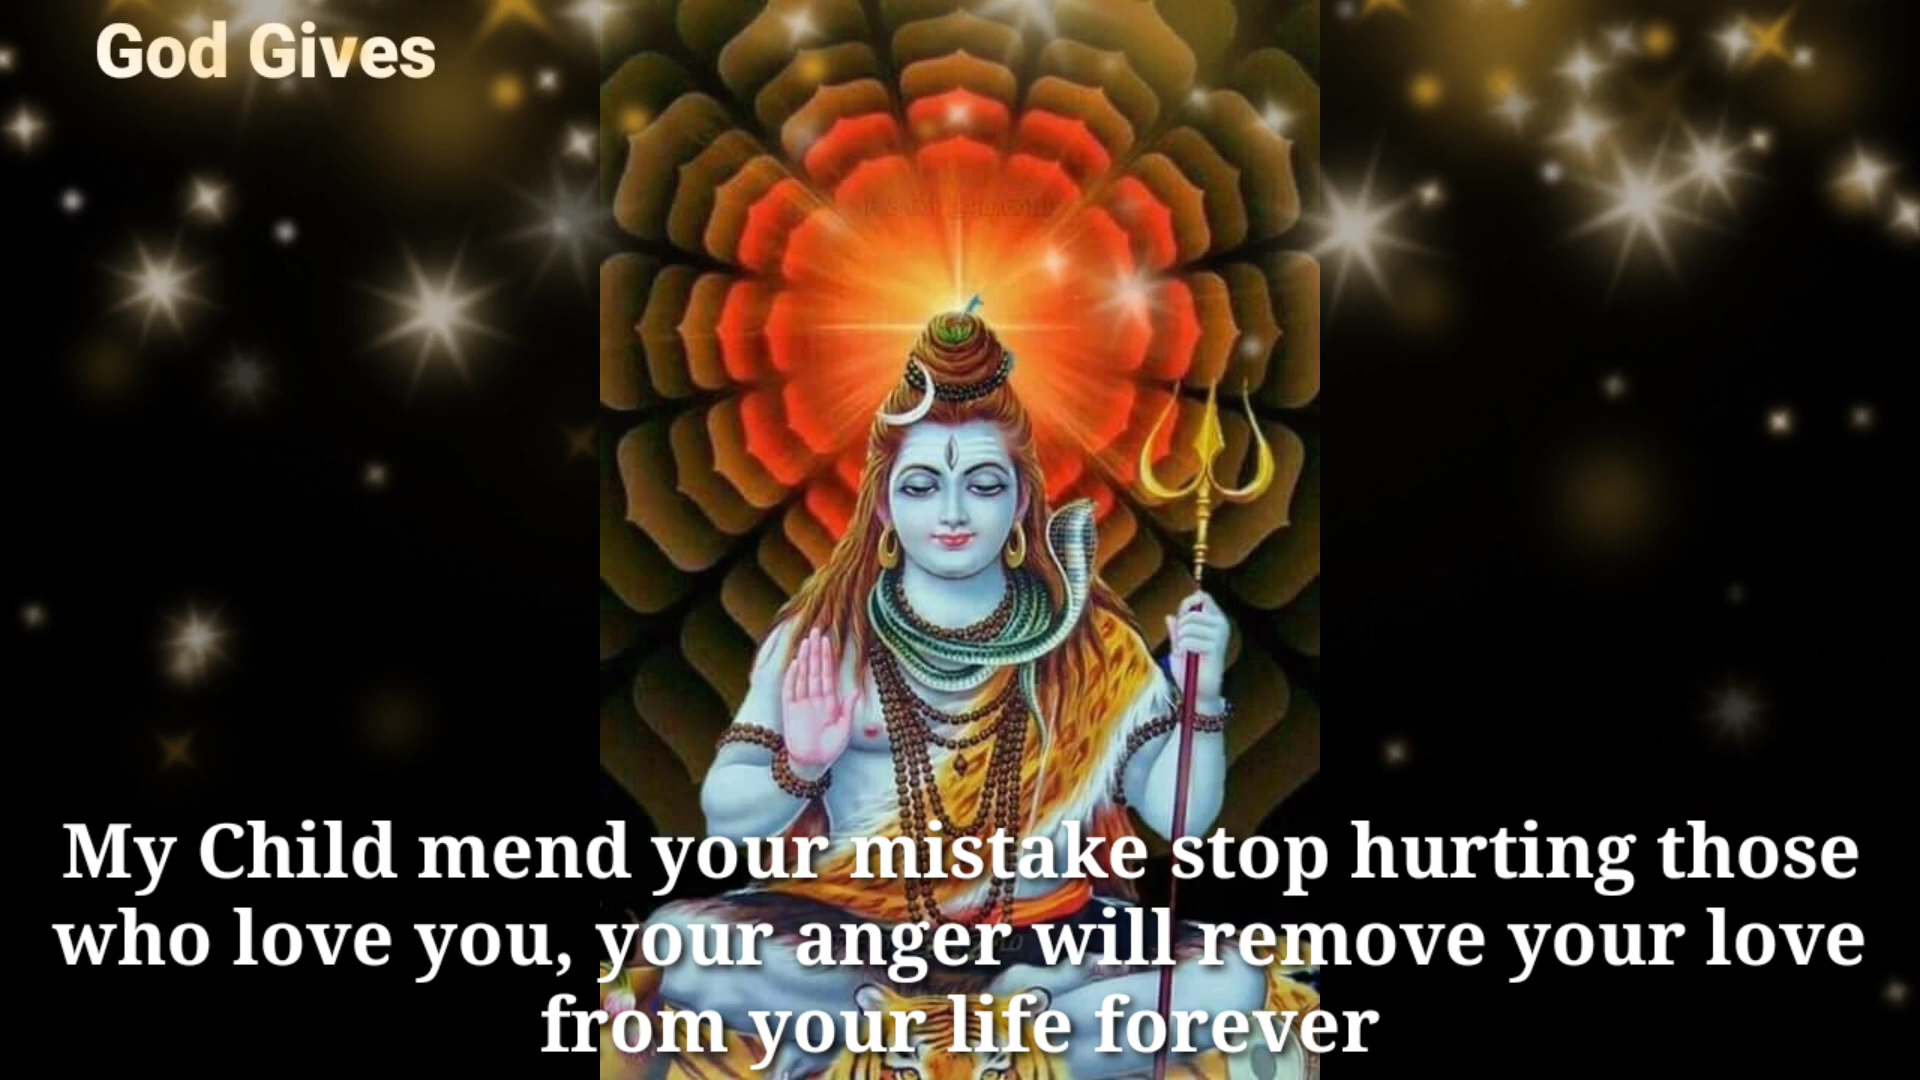 God Gives
My Child mend your mistake stop hurting those
who love you, your anger will remove your love
from your life forever